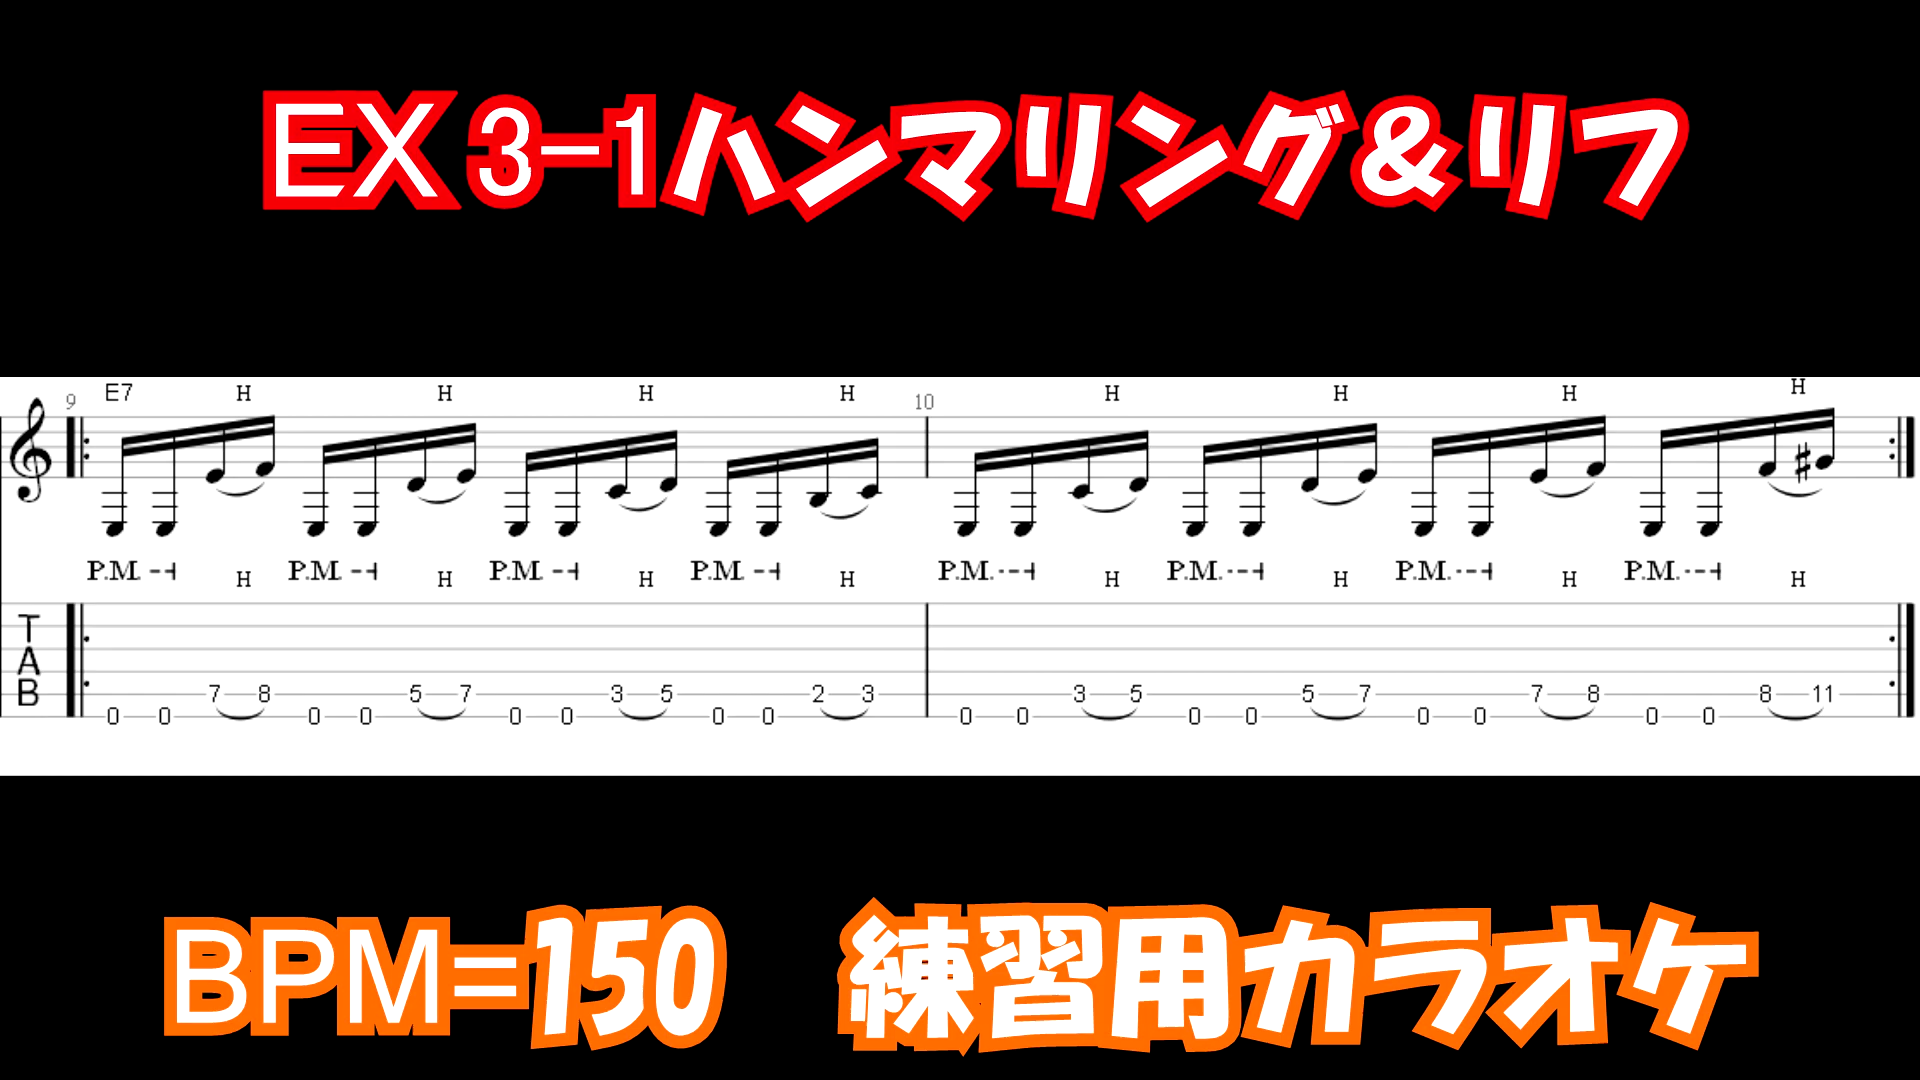 EX3-1ハンマリング&リフ
9 E7 H H H H 10 H H H H
P.M. H P.M. H P.M. H P.M. H P.M. H P.M. H P.M. H P.M. H
TAB
7 8 5 7 3 5 2 3 3 5 5 7 7 8 8 11
0 0 0 0 0 0 0 0 0 0 0 0 0 0 0 0
BPM=150 練習用カラオケ